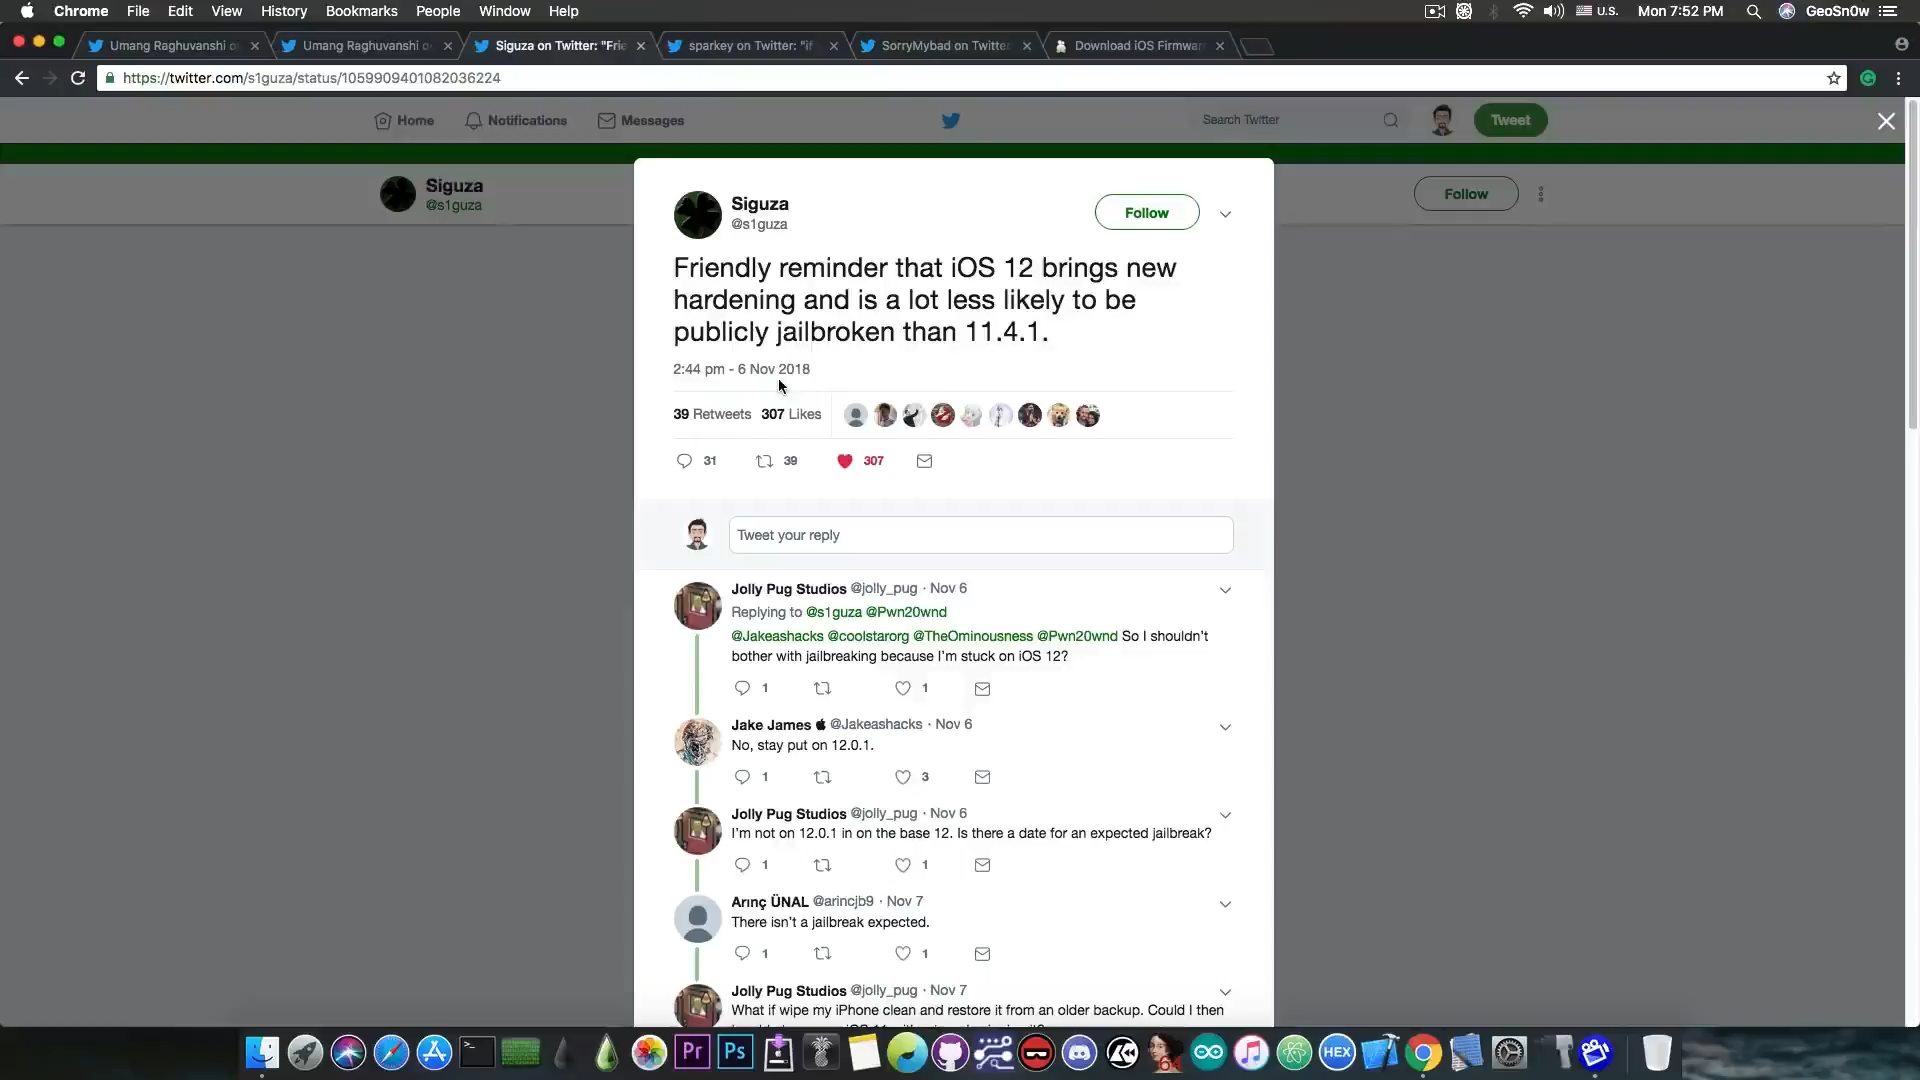 Chrome File Edit View History Bookmarks People Window Help U.S. Mon 7:52 PM GeoSn0w
Umang Raghuvanshi o Umang Raghuvanshi o Siguza on Twitter: "Frie sparkey on Twitter: "if SorryMybad on Twitte Download iOS Firmwar
https://twitter.com/s1guza/status/1059909401082036224
Home Notifications Messages Search Twitter Tweet
Siguza
@s1guza
Follow
Siguza
@s1guza
Follow
Friendly reminder that iOS 12 brings new
hardening and is a lot less likely to be
publicly jailbroken than 11.4.1.
2:44 pm - 6 Nov 2018
39 Retweets 307 Likes
31 39 307
Tweet your reply
Jolly Pug Studios @jolly_pug · Nov 6
Replying to @s1guza @Pwn20wnd
@Jakeashacks @coolstarorg @TheOminousness @Pwn20wnd So I shouldn't
bother with jailbreaking because I'm stuck on iOS 12?
1 1
Jake James @Jakeashacks · Nov 6
No, stay put on 12.0.1.
1 3
Jolly Pug Studios @jolly_pug · Nov 6
I'm not on 12.0.1 in on the base 12. Is there a date for an expected jailbreak?
1 1
Arınç ÜNAL @arincjb9 · Nov 7
There isn't a jailbreak expected.
1 1
Jolly Pug Studios @jolly_pug · Nov 7
What if wipe my iPhone clean and restore it from an older backup. Could I then
Pr Ps 64 HEX